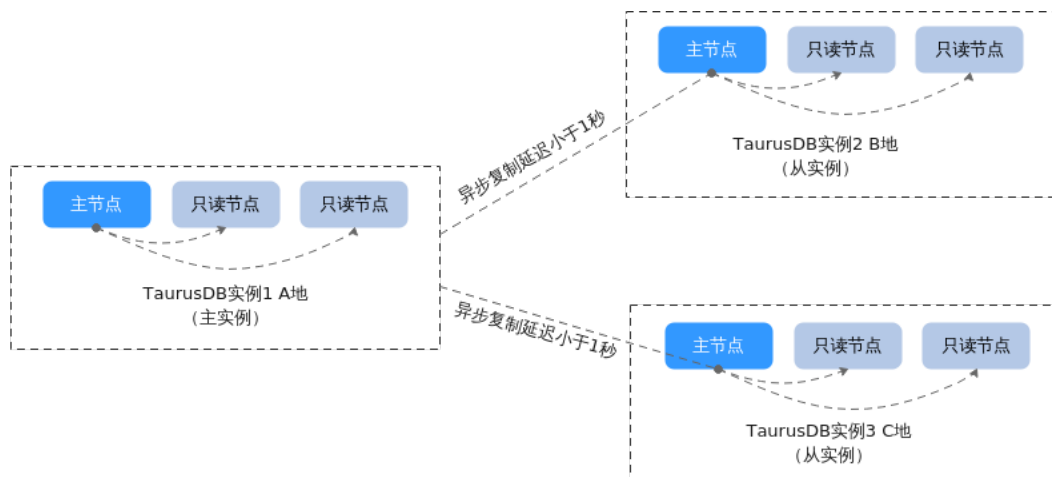 主节点
只读节点
只读节点
TaurusDB实例1 A地
（主实例）
异步复制延迟小于1秒
异步复制延迟小于1秒
主节点
只读节点
只读节点
TaurusDB实例2 B地
（从实例）
主节点
只读节点
只读节点
TaurusDB实例3 C地
（从实例）